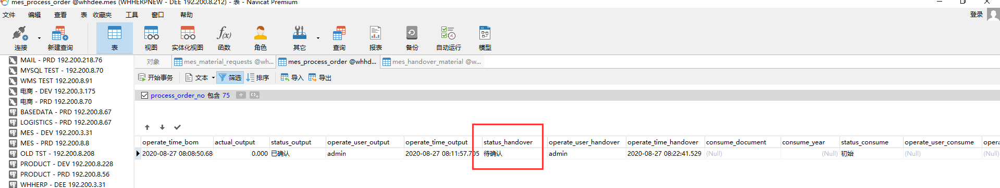 mes_process_order @whhdee.mes (WHHERPNEW - DEE 192.200.8.212) - 表 - Navicat Premium
文件 编辑 查看 表 收藏夹 工具 窗口 帮助 登录
连接 新建查询 表 视图 实体化视图 函数 角色 其它 查询 报表 备份 自动运行 模型
MAIL - PRD 192.200.218.76
MYSQL TEST - 192.200.8.70
WMS TEST 192.200.8.91
电商 - DEV 192.200.3.175
电商 - PRD 192.200.8.70
BASEDATA - PRD 192.200.8.67
LOGISTICS - PRD 192.200.8.67
MES - DEV 192.200.3.31
MES - PRD 192.200.8.8
OLD TST - 192.200.8.208
PRODUCT - DEV 192.200.8.228
PRODUCT - PRD 192.200.8.56
WHHERP - DEE 192.200.3.31
对象 mes_material_requests @wh... mes_process_order @whhd... mes_handover_material @w...
开始事务 文本 筛选 排序 导入 导出
process_order_no 包含 75
operate_time_bom actual_output status_output operate_user_output operate_time_output status_handover operate_user_handover operate_time_handover consume_document consume_year status_consume operate_user_consume opera
2020-08-27 08:08:50.68 0.000 已确认 admin 2020-08-27 08:11:57.705 待确认 admin 2020-08-27 08:22:41.529 (Null) (Null) 初始 (Null) (Null)